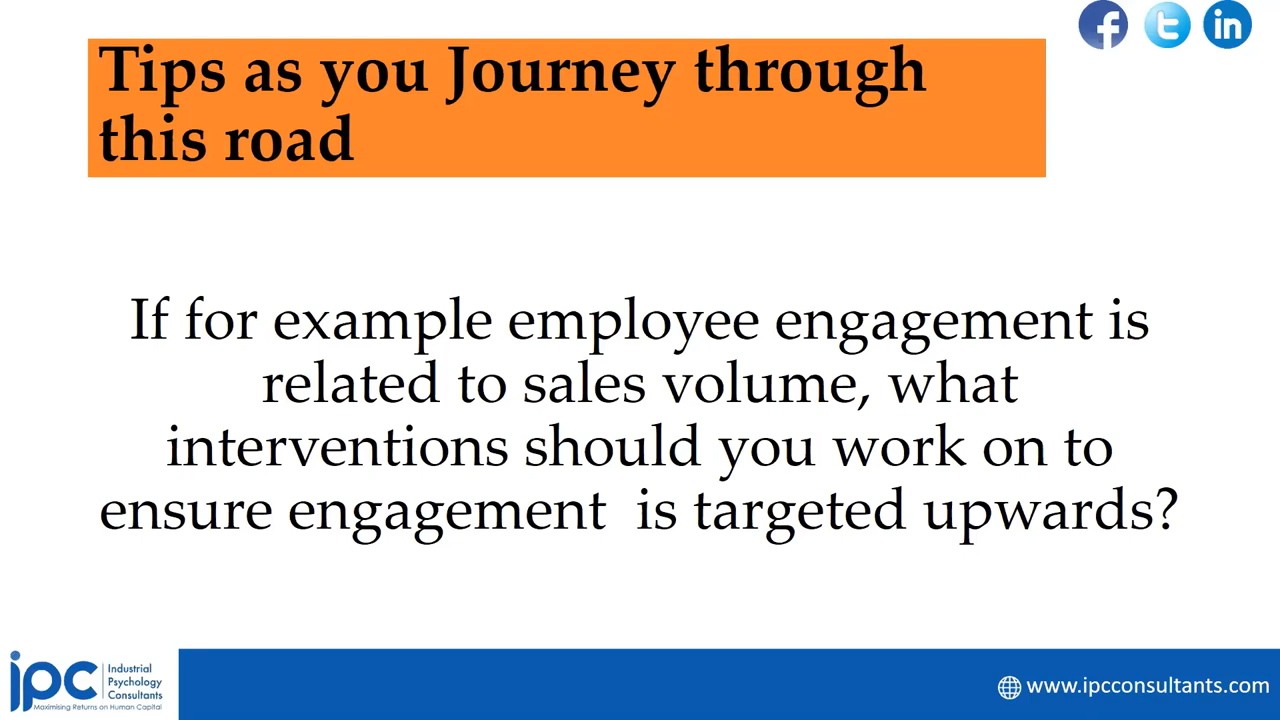 Tips as you Journey through
this road
If for example employee engagement is
related to sales volume, what
interventions should you work on to
ensure engagement  is targeted upwards?
ipc
Industrial
Psychology
Consultants
Maximising Returns on Human Capital
www.ipcconsultants.com